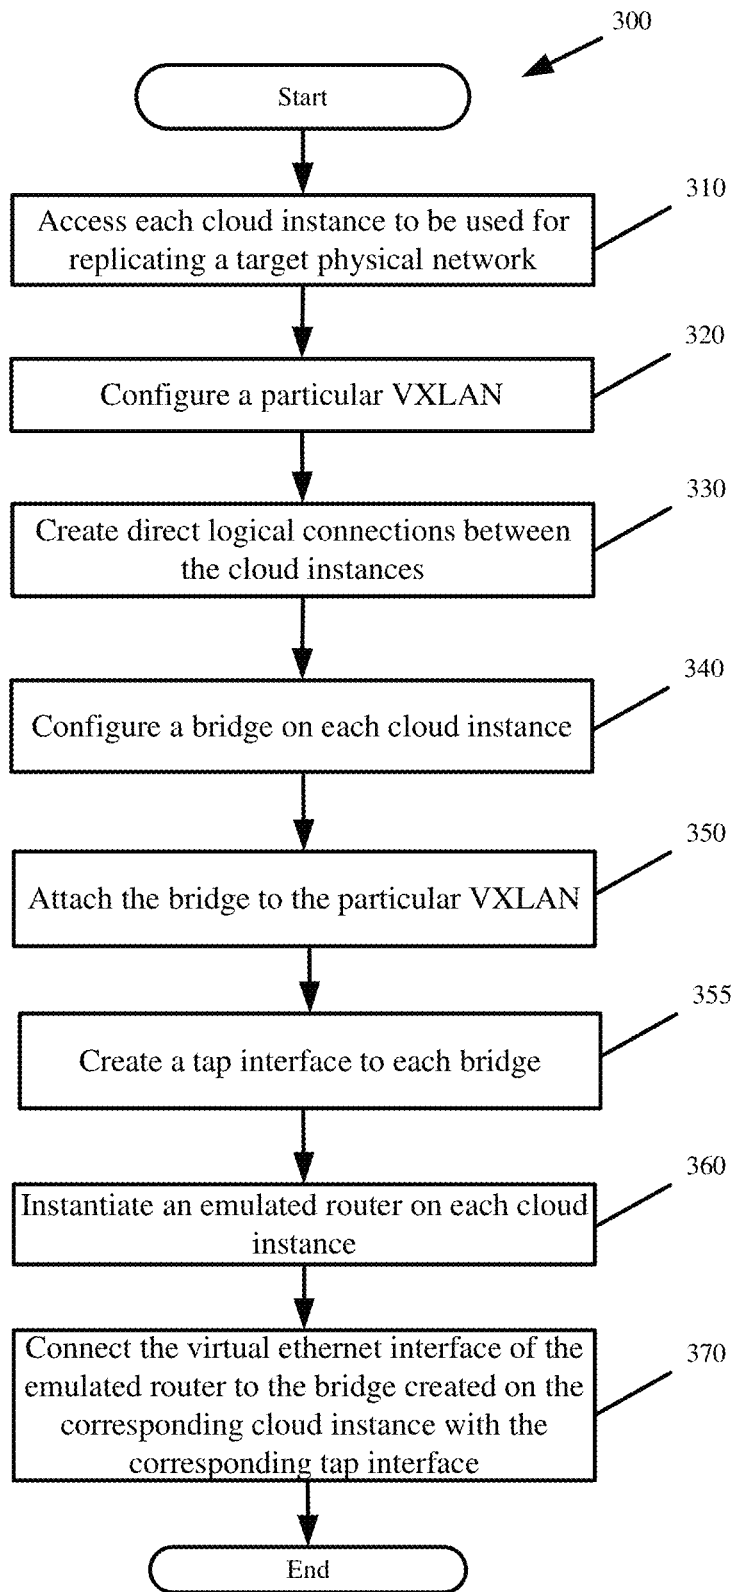 300
Start
310
Access each cloud instance to be used for
replicating a target physical network
320
Configure a particular VXLAN
330
Create direct logical connections between
the cloud instances
340
Configure a bridge on each cloud instance
350
Attach the bridge to the particular VXLAN
355
Create a tap interface to each bridge
360
Instantiate an emulated router on each cloud
instance
370
Connect the virtual ethernet interface of the
emulated router to the bridge created on the
corresponding cloud instance with the
corresponding tap interface
End